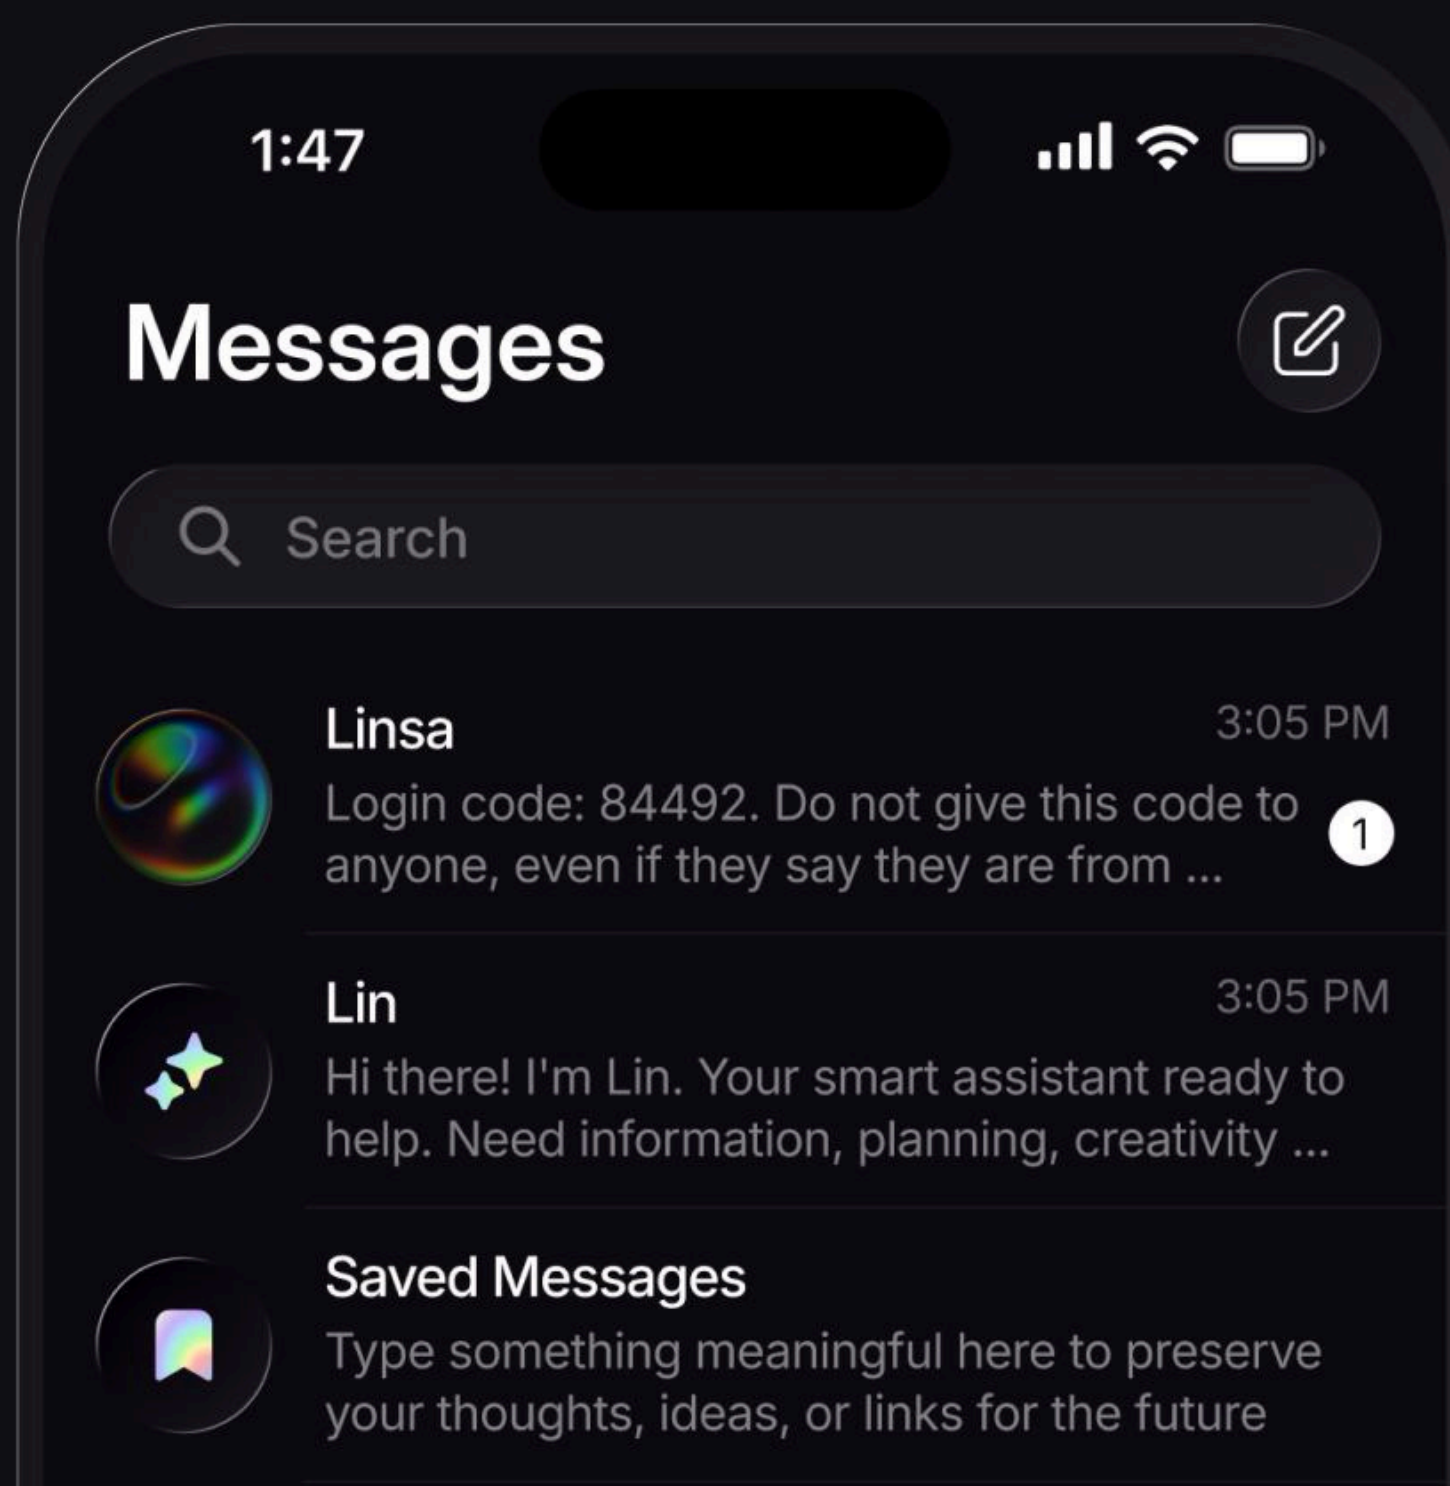 1:47
Messages
Search
Linsa
3:05 PM
Login code: 84492. Do not give this code to
anyone, even if they say they are from ...
1
Lin
3:05 PM
Hi there! I'm Lin. Your smart assistant ready to
help. Need information, planning, creativity ...
Saved Messages
Type something meaningful here to preserve
your thoughts, ideas, or links for the future